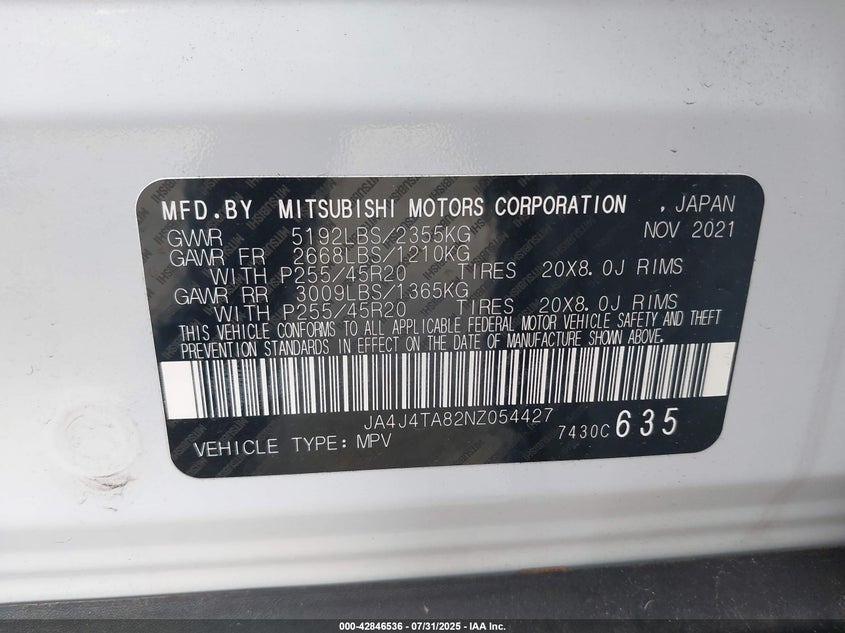 MFD.BY MITSUBISHI MOTORS CORPORATION , JAPAN
GVWR 5192LBS/2355KG NOV 2021
GAWR FR 2668LBS/1210KG
WITH P255/45R20 TIRES 20X8.0J RIMS
GAWR RR 3009LBS/1365KG
WITH P255/45R20 TIRES 20X8.0J RIMS
THIS VEHICLE CONFORMS TO ALL APPLICABLE FEDERAL MOTOR VEHICLE SAFETY AND THEFT
PREVENTION STANDARDS IN EFFECT ON THE DATE OF MANUFACTURE SHOWN ABOVE.
JA4J4TA82NZ054427
VEHICLE TYPE: MPV 7430C 635
000-42846536 - 07/31/2025 - IAA Inc.